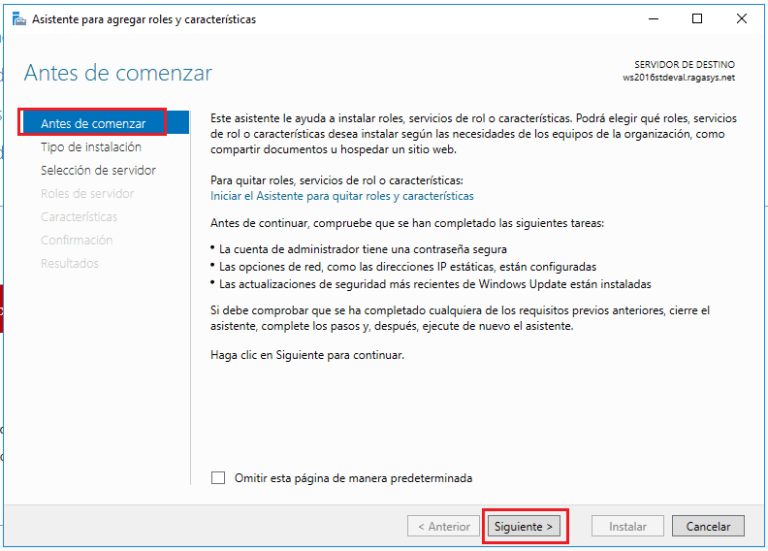 Asistente para agregar roles y características
Antes de comenzar
SERVIDOR DE DESTINO
ws2016stdeval.ragasys.net
Antes de comenzar
Tipo de instalación
Selección de servidor
Roles de servidor
Características
Confirmación
Resultados
Este asistente le ayuda a instalar roles, servicios de rol o características. Podrá elegir qué roles, servicios
de rol o características desea instalar según las necesidades de los equipos de la organización, como
compartir documentos u hospedar un sitio web.
Para quitar roles, servicios de rol o características:
Iniciar el Asistente para quitar roles y características
Antes de continuar, compruebe que se han completado las siguientes tareas:
• La cuenta de administrador tiene una contraseña segura
• Las opciones de red, como las direcciones IP estáticas, están configuradas
• Las actualizaciones de seguridad más recientes de Windows Update están instaladas
Si debe comprobar que se ha completado cualquiera de los requisitos previos anteriores, cierre el
asistente, complete los pasos y, después, ejecute de nuevo el asistente.
Haga clic en Siguiente para continuar.
Omitir esta página de manera predeterminada
< Anterior
Siguiente >
Instalar
Cancelar